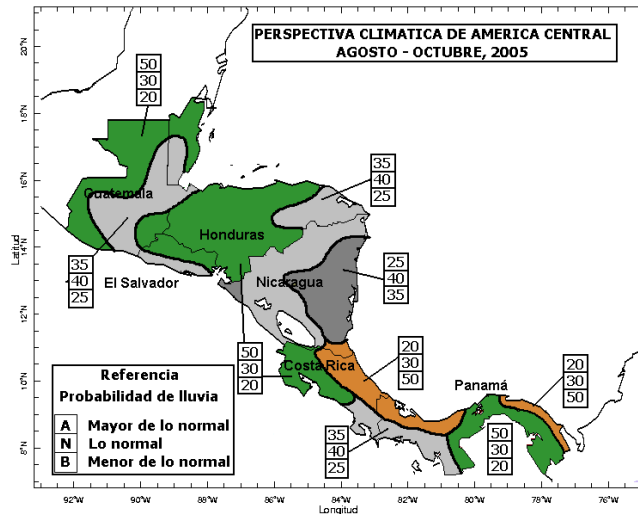 PERSPECTIVA CLIMATICA DE AMERICA CENTRAL
AGOSTO - OCTUBRE, 2005
50
30
20
35
40
25
Guatemala
Honduras
35
40
25
El Salvador
Nicaragua
25
40
35
50
30
20
Costa Rica
20
30
50
Panamá
20
30
50
35
40
25
50
30
20
Referencia
Probabilidad de lluvia
A Mayor de lo normal
N Lo normal
B Menor de lo normal
Latitud
20°N
18°N
16°N
14°N
12°N
10°N
8°N
92°W 90°W 88°W 86°W 84°W 82°W 80°W 78°W 76°W
Longitud